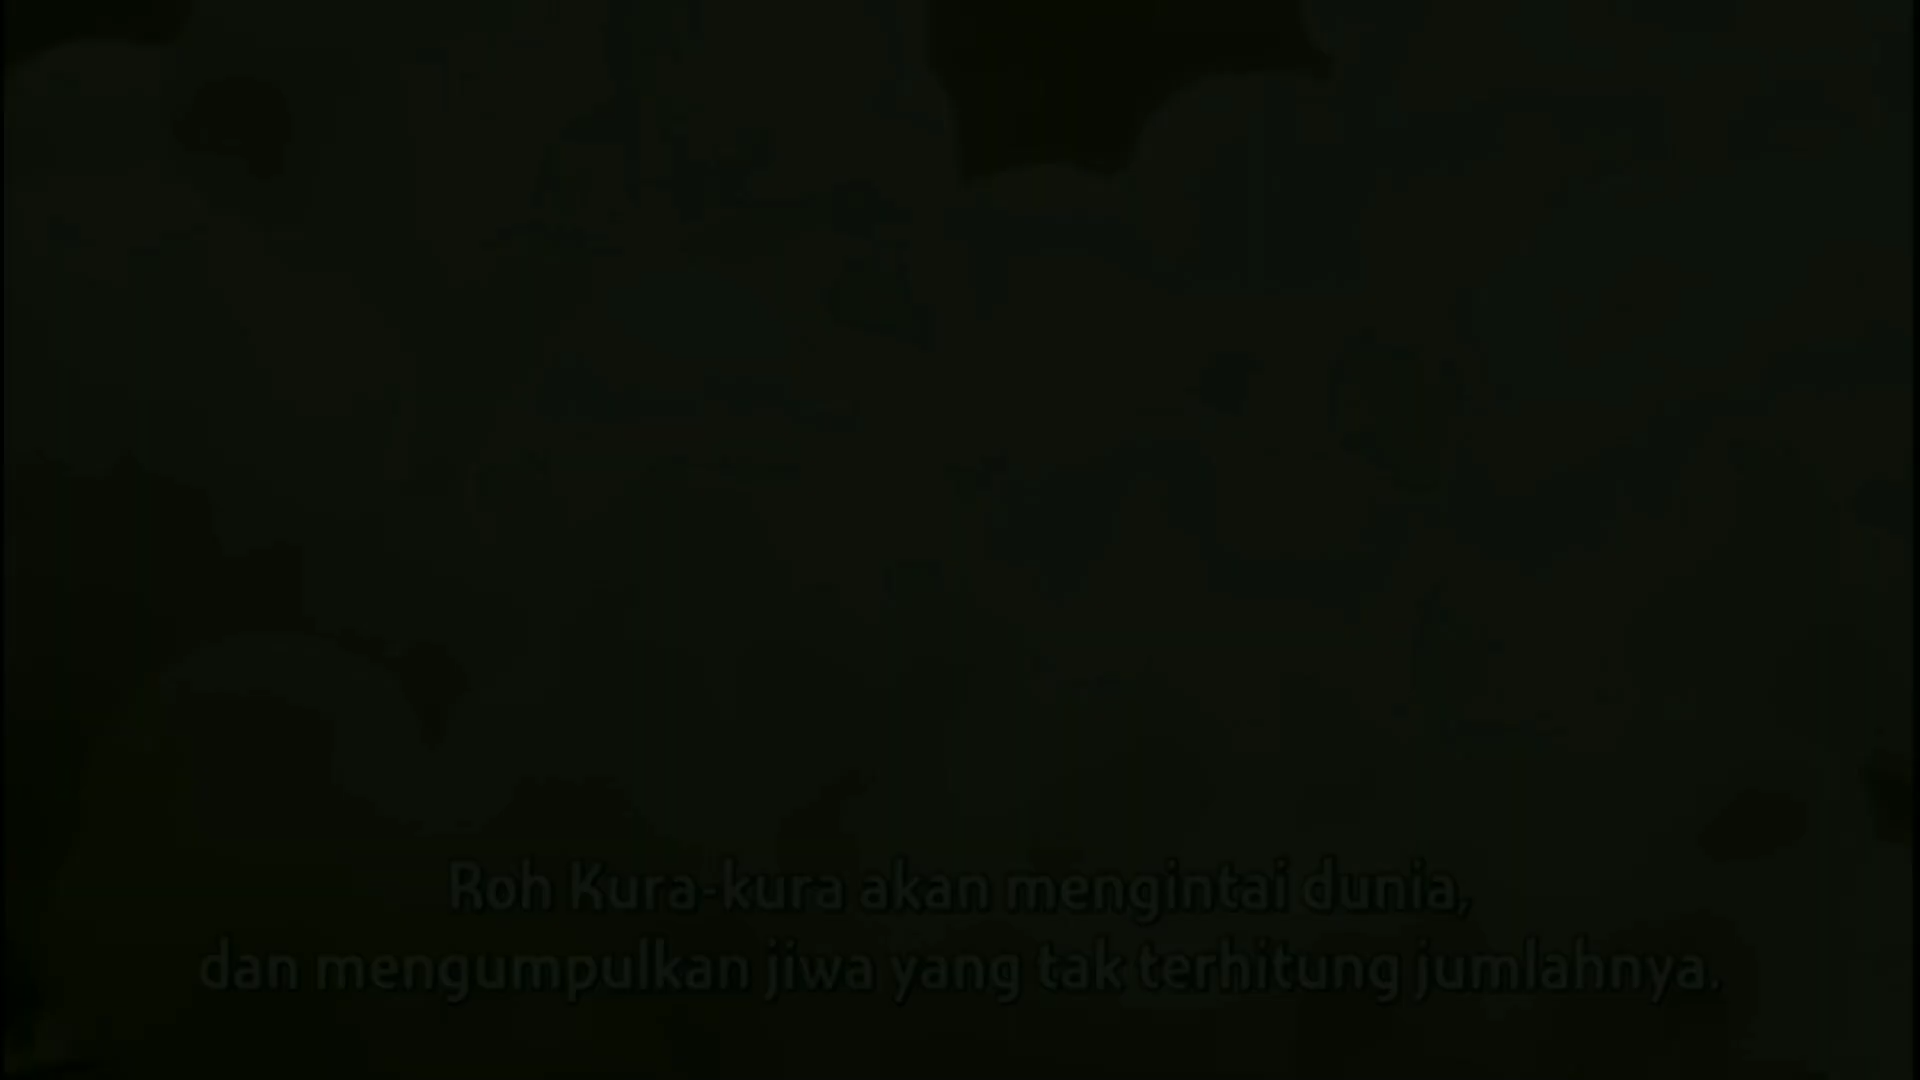 Roh Kura-kura akan mengintai dunia,
dan mengumpulkan jiwa yang tak terhitung jumlahnya.